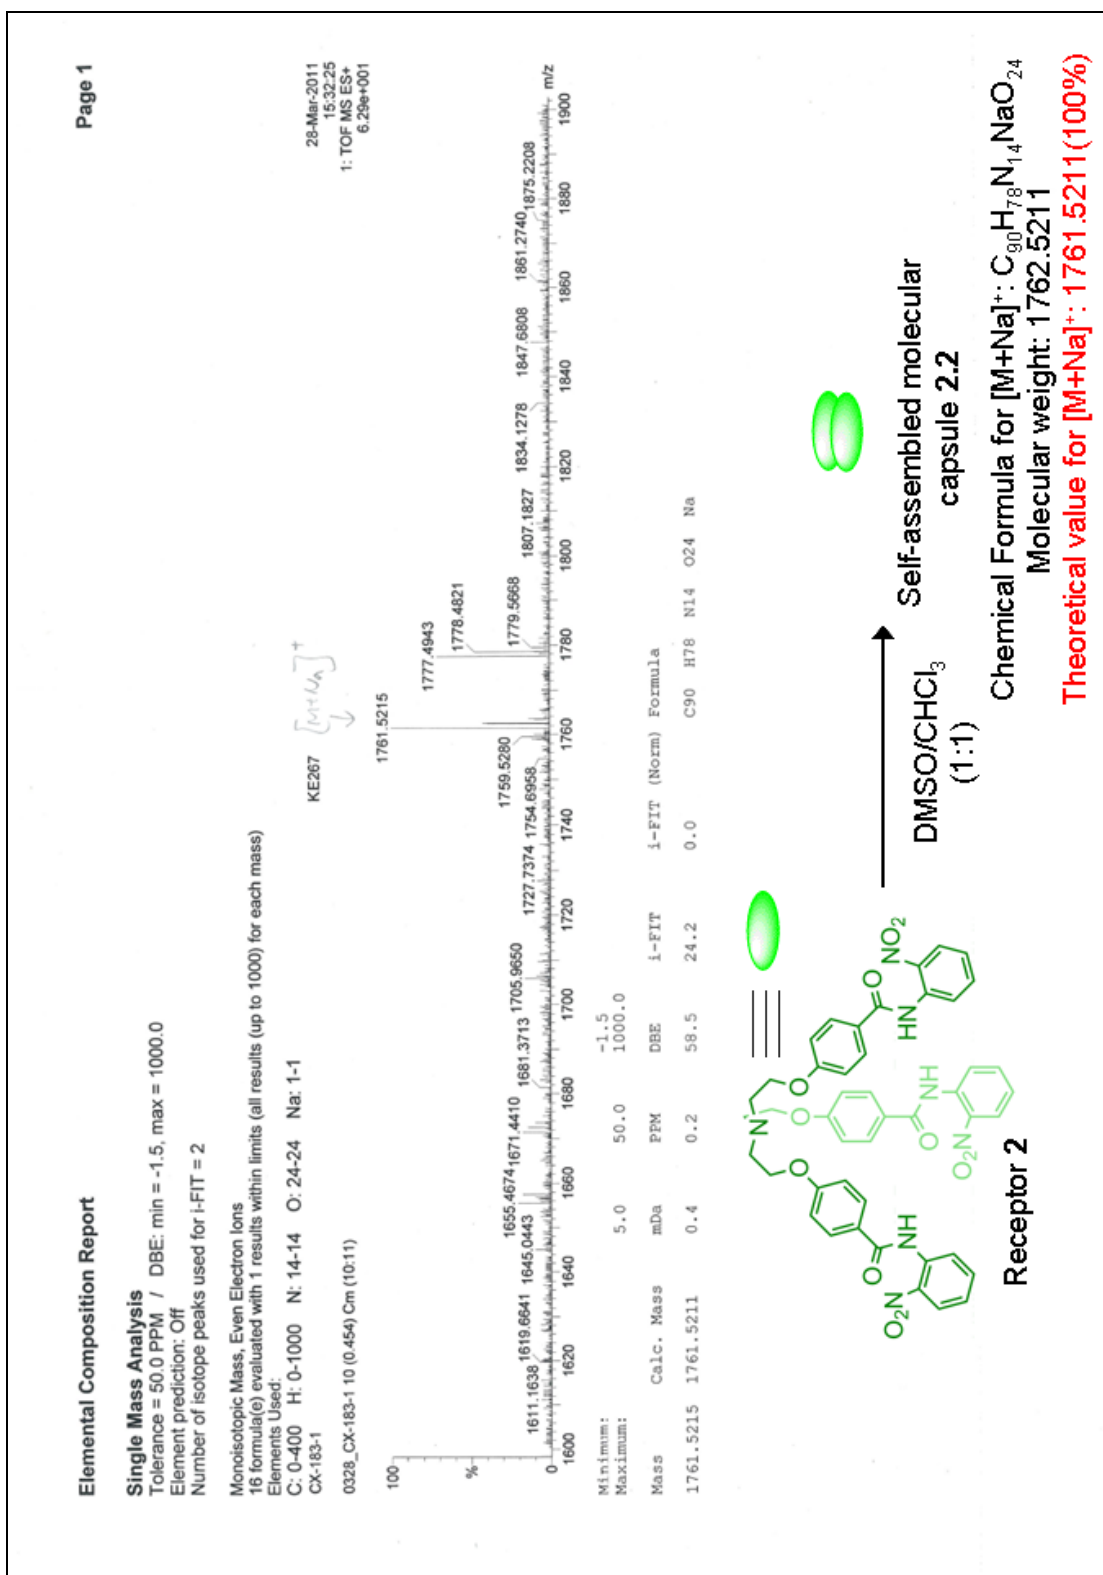 Elemental Composition Report
Page 1
Single Mass Analysis
Tolerance = 50.0 PPM / DBE: min = -1.5, max = 1000.0
Element prediction: Off
Number of isotope peaks used for i-FIT = 2
Monoisotopic Mass, Even Electron Ions
16 formula(e) evaluated with 1 results within limits (all results (up to 1000) for each mass)
Elements Used:
C: 0-400 H: 0-1000 N: 14-14 O: 24-24 Na: 1-1
CX-183-1
KE267
[M+Na]+
28-Mar-2011
15:32:25
0328_CX-183-1 10 (0.454) Cm (10:11)
1: TOF MS ES+
6.29e+001
100
%
0
1611.1638
1619.6641
1645.0443
1655.4674
1671.4410
1681.3713
1705.9650
1727.7374
1754.6958
1759.5280
1761.5215
1777.4943
1778.4821
1779.5668
1807.1827
1834.1278
1847.6808
1861.2740
1875.2208
1600 1620 1640 1660 1680 1700 1720 1740 1760 1780 1800 1820 1840 1860 1880 1900
m/z
Minimum: -1.5
Maximum: 5.0 50.0 1000.0
Mass Calc. Mass mDa PPM DBE i-FIT i-FIT (Norm) Formula
1761.5215 1761.5211 0.4 0.2 58.5 24.2 0.0 C90 H78 N14 O24 Na
N
O
O
O
O
NH
O₂N
O
NH
O₂N
O
HN
NO₂
Receptor 2
DMSO/CHCl₃
(1:1)
Self-assembled molecular
capsule 2.2
Chemical Formula for [M+Na]⁺: C₉₀H₇₈N₁₄NaO₂₄
Molecular weight: 1762.5211
Theoretical value for [M+Na]⁺: 1761.5211(100%)